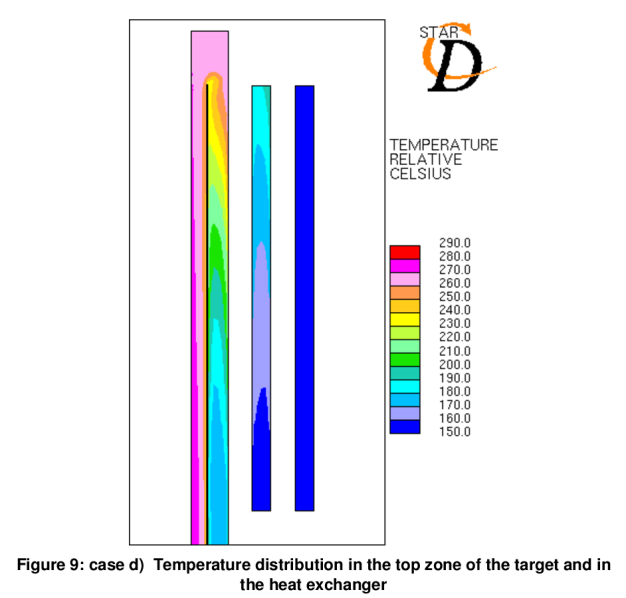 STAR
D
TEMPERATURE
RELATIVE
CELSIUS
290.0
280.0
270.0
260.0
250.0
240.0
230.0
220.0
210.0
200.0
190.0
180.0
170.0
160.0
150.0
Figure 9: case d) Temperature distribution in the top zone of the target and in
the heat exchanger